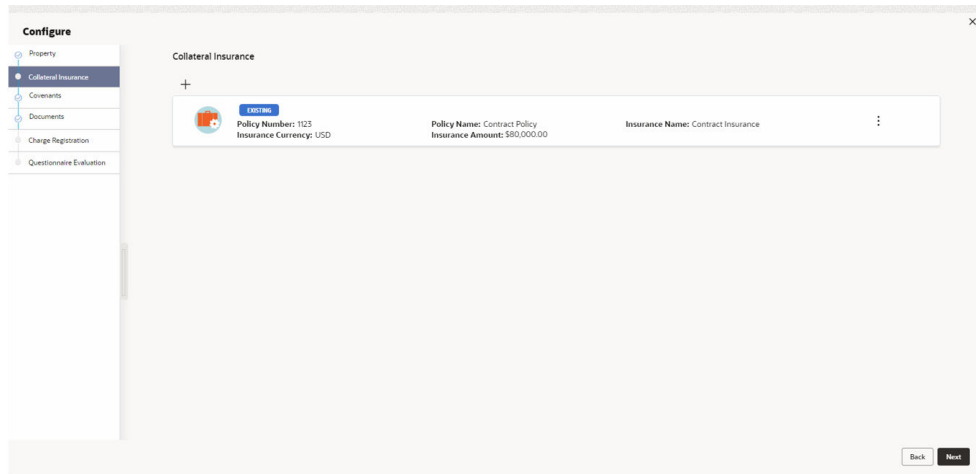 Configure
Property
Collateral Insurance
Covenants
Documents
Charge Registration
Questionnaire Evaluation
Collateral Insurance
EXISTING
Policy Number: 1123 Policy Name: Contract Policy Insurance Name: Contract Insurance
Insurance Currency: USD Insurance Amount: $80,000.00
Back Next